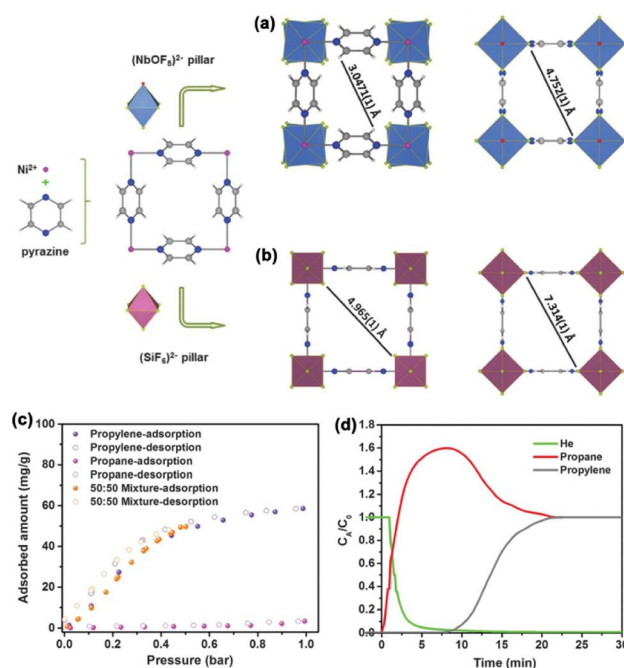 (NbOF₅)²⁻ pillar
Ni²⁺
+
pyrazine
(SiF₆)²⁻ pillar
(a)
3.0471(1) Å
4.752(1) Å
(b)
4.965(1) Å
7.314(1) Å
(c)
Propylene-adsorption
Propylene-desorption
Propane-adsorption
Propane-desorption
50:50 Mixture-adsorption
50:50 Mixture-desorption
Adsorbed amount (mg/g)
100
80
60
40
20
0
0.0 0.2 0.4 0.6 0.8 1.0
Pressure (bar)
(d)
He
Propane
Propylene
C_A/C₀
1.8
1.6
1.4
1.2
1.0
0.8
0.6
0.4
0.2
0.0
0 5 10 15 20 25 30
Time (min)